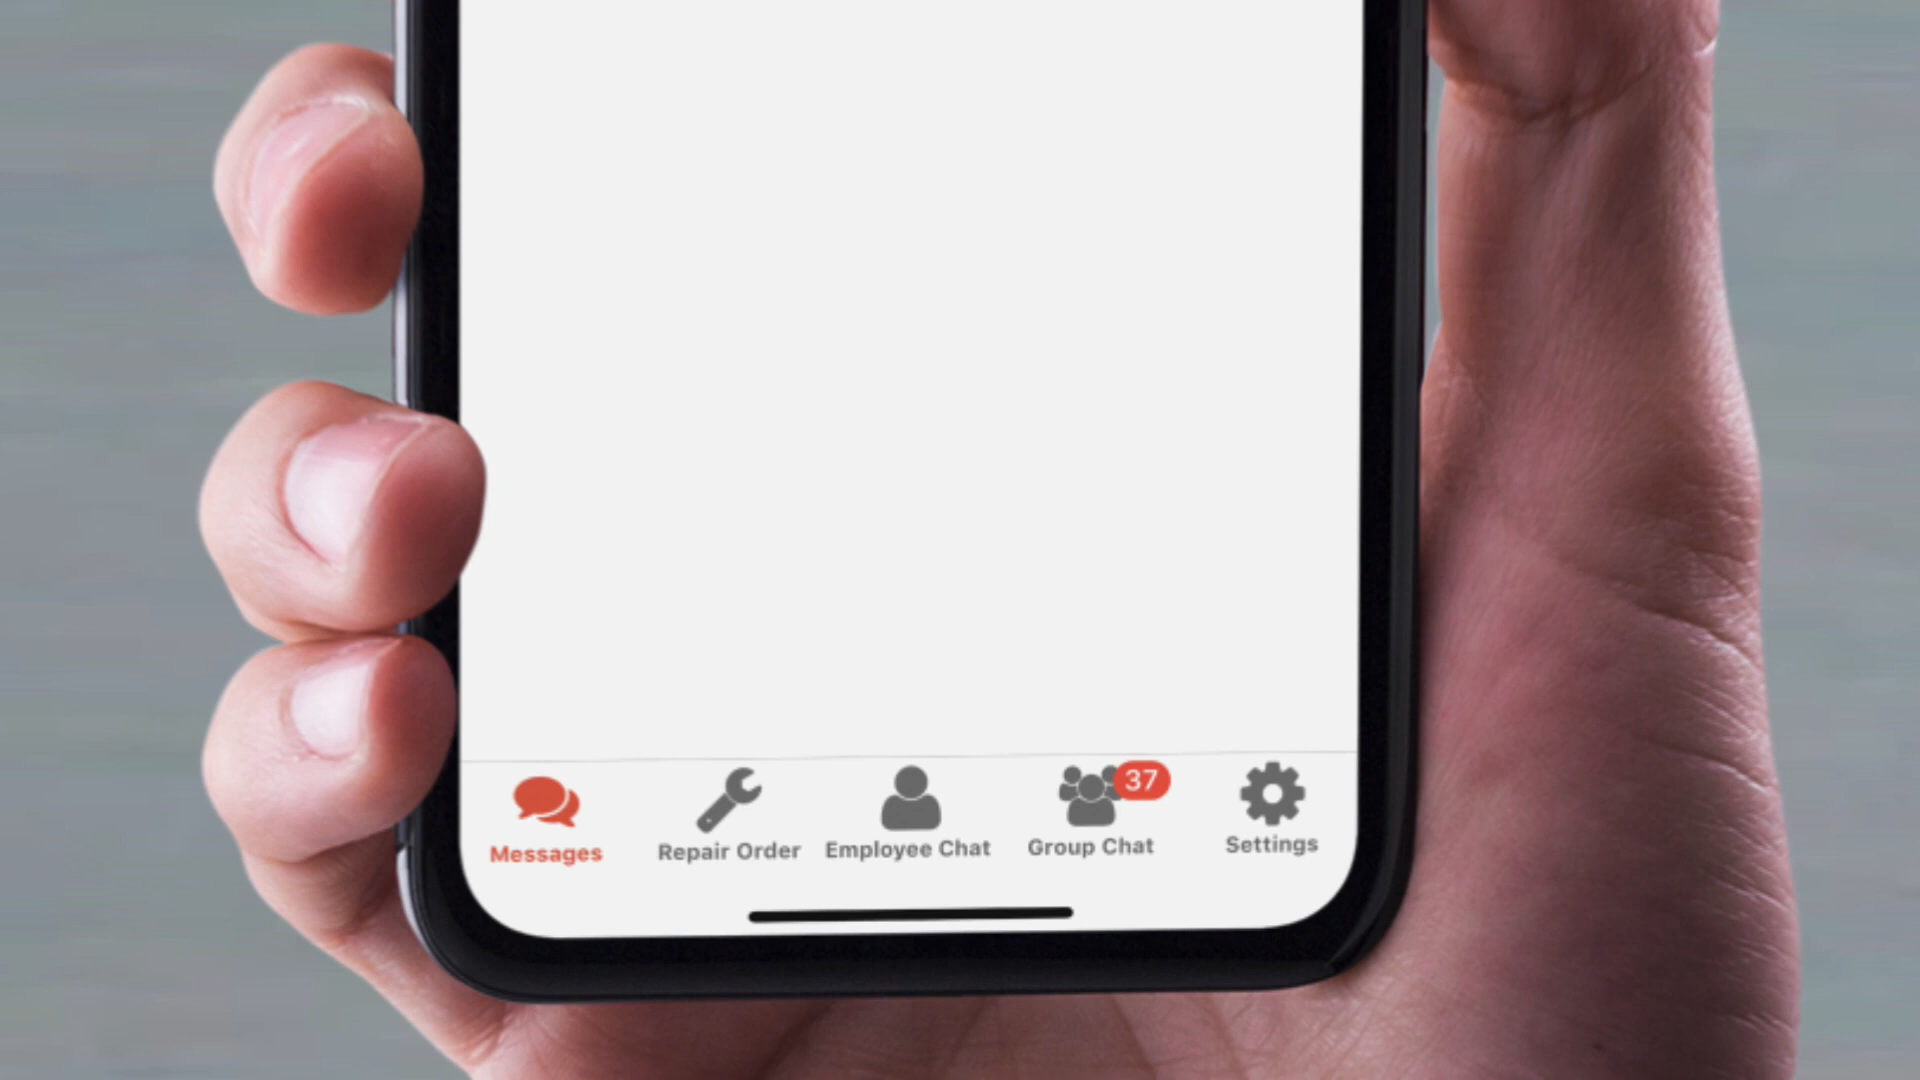 37
Messages
Repair Order
Employee Chat
Group Chat
Settings